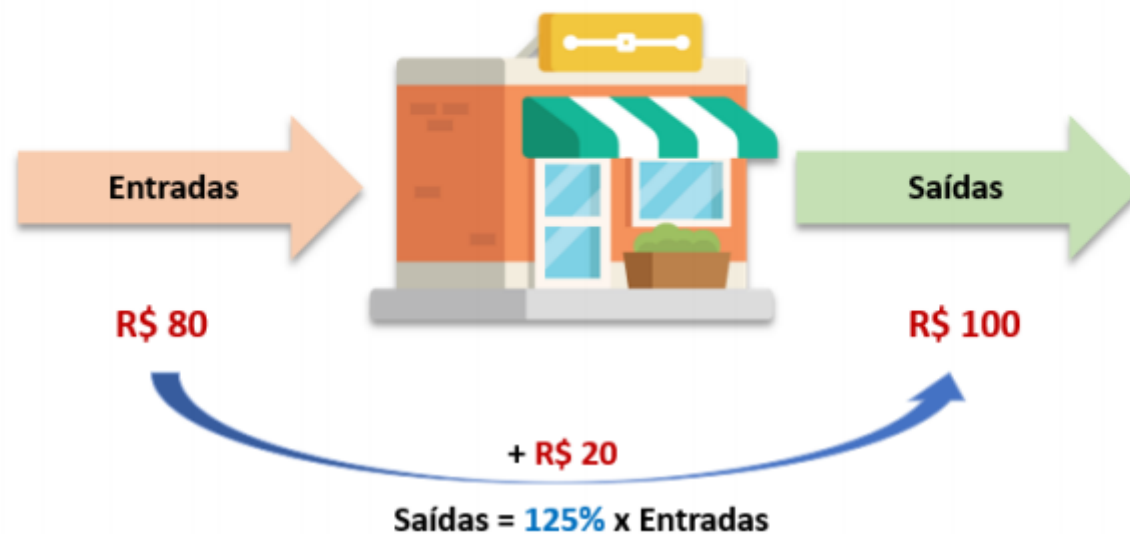 Entradas
Saídas
R$ 80
R$ 100
+ R$ 20
Saídas = 125% x Entradas